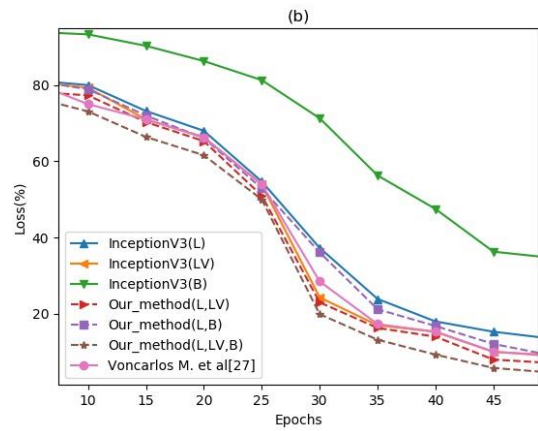 (b)
Loss(%)
80
60
40
20
InceptionV3(L)
InceptionV3(LV)
InceptionV3(B)
Our_method(L,LV)
Our_method(L,B)
Our_method(L,LV,B)
Voncarlos M. et al[27]
10 15 20 25 30 35 40 45
Epochs